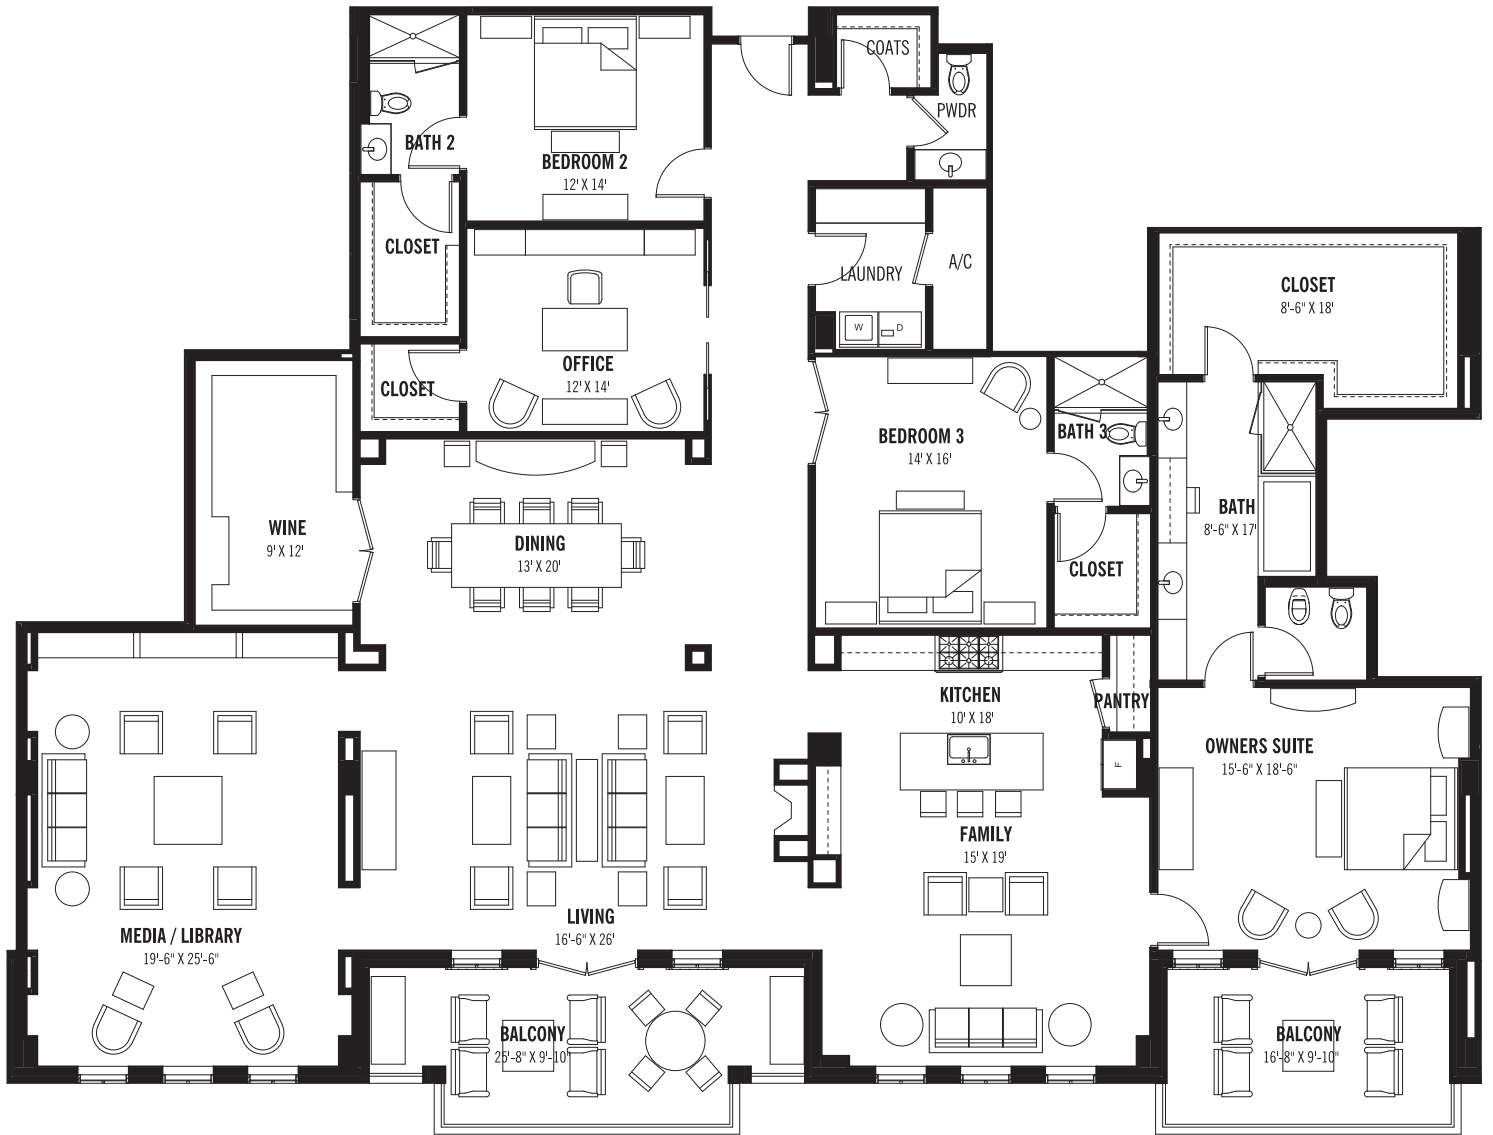 COATS
PWDR
BATH 2
BEDROOM 2
12' X 14'
CLOSET
LAUNDRY
A/C
W
D
CLOSET
8'-6" X 18'
OFFICE
12' X 14'
CLOSET
BEDROOM 3
14' X 16'
BATH 3
WINE
9' X 12'
DINING
13' X 20'
BATH
8'-6" X 17'
CLOSET
KITCHEN
10' X 18'
PANTRY
OWNERS SUITE
15'-6" X 18'-6"
F
FAMILY
15' X 19'
LIVING
16'-6" X 26'
MEDIA / LIBRARY
19'-6" X 25'-6"
BALCONY
25'-8" X 9'-10"
BALCONY
16'-8" X 9'-10"